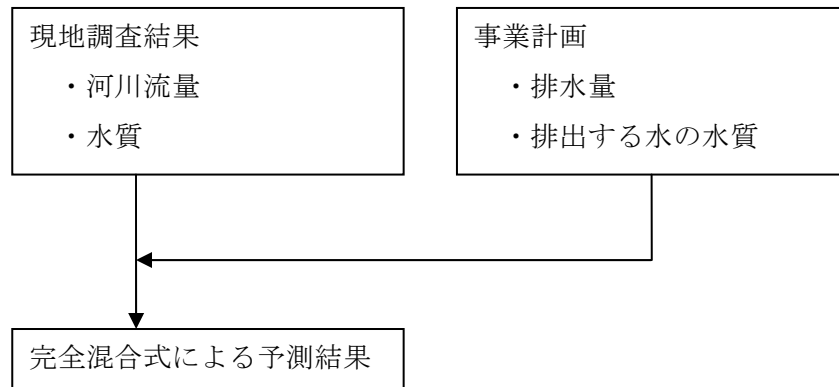 現地調査結果
・河川流量
・水質
事業計画
・排水量
・排出する水の水質
完全混合式による予測結果